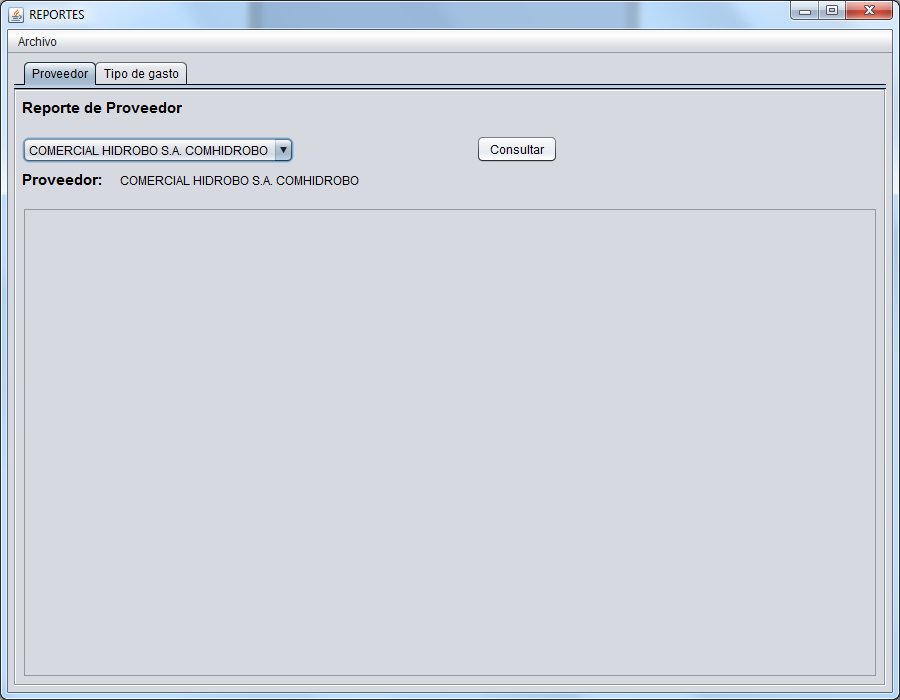 REPORTES
Archivo
Proveedor
Tipo de gasto
Reporte de Proveedor
COMERCIAL HIDROBO S.A. COMHIDROBO
Consultar
Proveedor: COMERCIAL HIDROBO S.A. COMHIDROBO